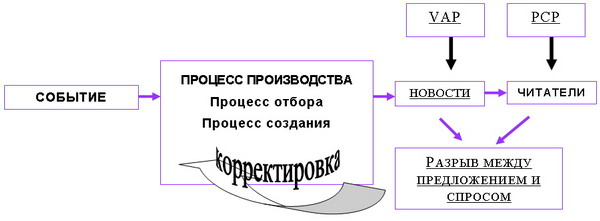 VAP
PCP
СОБЫТИЕ
ПРОЦЕСС ПРОИЗВОДСТВА
Процесс отбора
Процесс создания
корректировка
НОВОСТИ
ЧИТАТЕЛИ
РАЗРЫВ МЕЖДУ
ПРЕДЛОЖЕНИЕМ И
СПРОСОМ